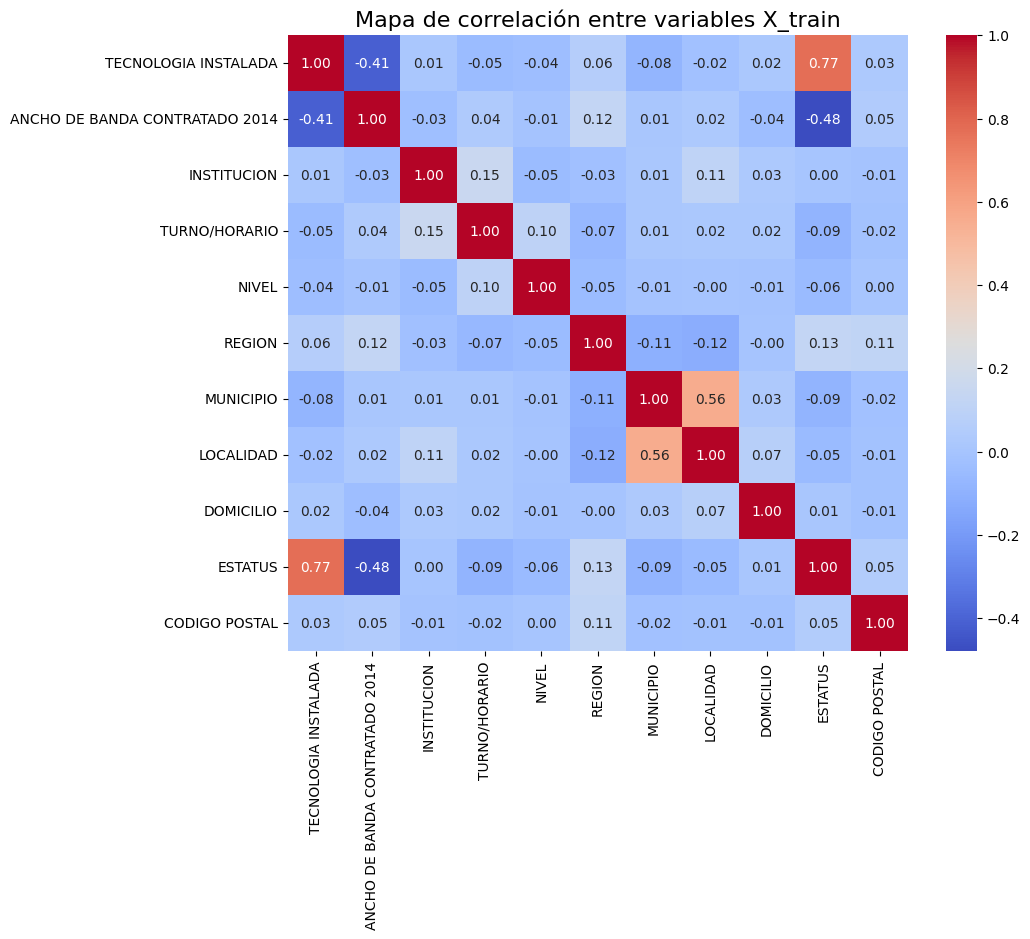 Mapa de correlación entre variables X_train
TECNOLOGIA INSTALADA 1.00 -0.41 0.01 -0.05 -0.04 0.06 -0.08 -0.02 0.02 0.77 0.03
ANCHO DE BANDA CONTRATADO 2014 -0.41 1.00 -0.03 0.04 -0.01 0.12 0.01 0.02 -0.04 -0.48 0.05
INSTITUCION 0.01 -0.03 1.00 0.15 -0.05 -0.03 0.01 0.11 0.03 0.00 -0.01
TURNO/HORARIO -0.05 0.04 0.15 1.00 0.10 -0.07 0.01 0.02 0.02 -0.09 -0.02
NIVEL -0.04 -0.01 -0.05 0.10 1.00 -0.05 -0.01 -0.00 -0.01 -0.06 0.00
REGION 0.06 0.12 -0.03 -0.07 -0.05 1.00 -0.11 -0.12 -0.00 0.13 0.11
MUNICIPIO -0.08 0.01 0.01 0.01 -0.01 -0.11 1.00 0.56 0.03 -0.09 -0.02
LOCALIDAD -0.02 0.02 0.11 0.02 -0.00 -0.12 0.56 1.00 0.07 -0.05 -0.01
DOMICILIO 0.02 -0.04 0.03 0.02 -0.01 -0.00 0.03 0.07 1.00 0.01 -0.01
ESTATUS 0.77 -0.48 0.00 -0.09 -0.06 0.13 -0.09 -0.05 0.01 1.00 0.05
CODIGO POSTAL 0.03 0.05 -0.01 -0.02 0.00 0.11 -0.02 -0.01 -0.01 0.05 1.00
TECNOLOGIA INSTALADA
ANCHO DE BANDA CONTRATADO 2014
INSTITUCION
TURNO/HORARIO
NIVEL
REGION
MUNICIPIO
LOCALIDAD
DOMICILIO
ESTATUS
CODIGO POSTAL
1.0
0.8
0.6
0.4
0.2
0.0
−0.2
−0.4